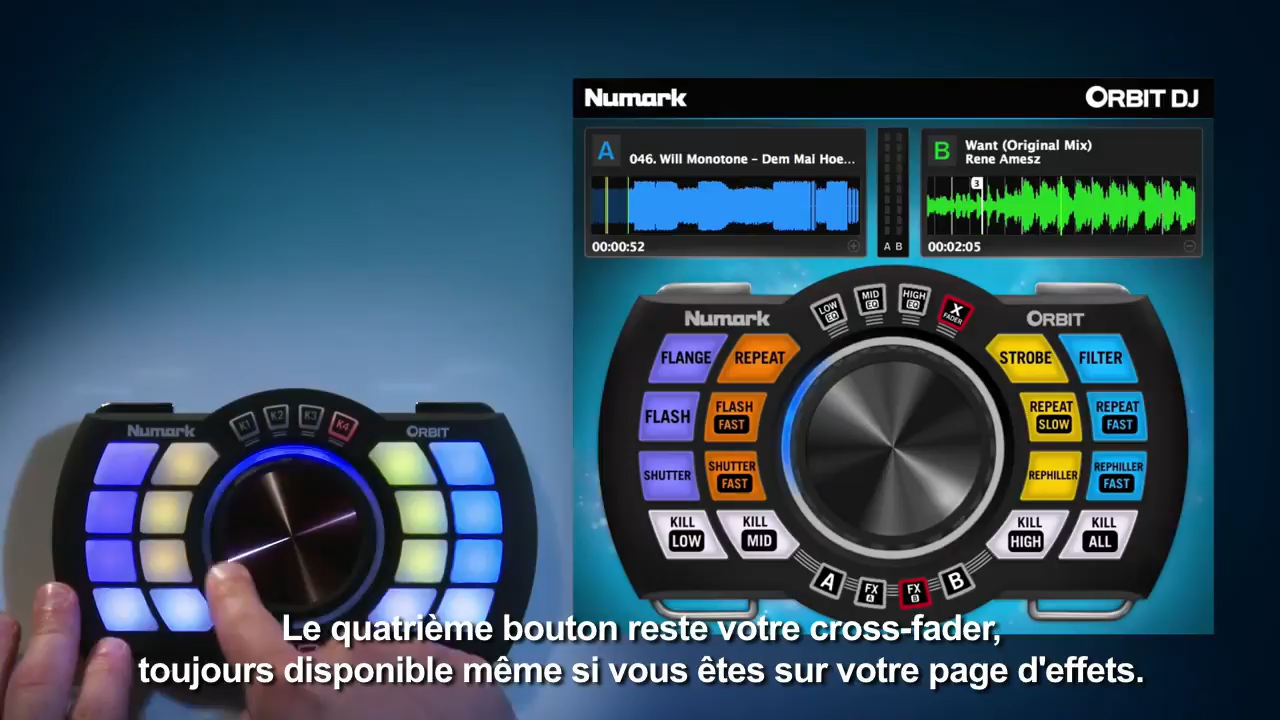 Numark
ORBIT DJ
A
046. Will Monotone – Dem Mal Hoe...
00:00:52
A B
B
Want (Original Mix)
Rene Amesz
3
00:02:05
Numark
ORBIT
LOW EQ
MID EQ
HIGH EQ
X FADER
FLANGE
REPEAT
STROBE
FILTER
FLASH
FLASH FAST
REPEAT SLOW
REPEAT FAST
SHUTTER
SHUTTER FAST
REPHILLER
REPHILLER FAST
KILL LOW
KILL MID
KILL HIGH
KILL ALL
A
FX A
FX B
B
Numark
ORBIT
K1
K2
K3
K4
Le quatrième bouton reste votre cross-fader,
toujours disponible même si vous êtes sur votre page d'effets.